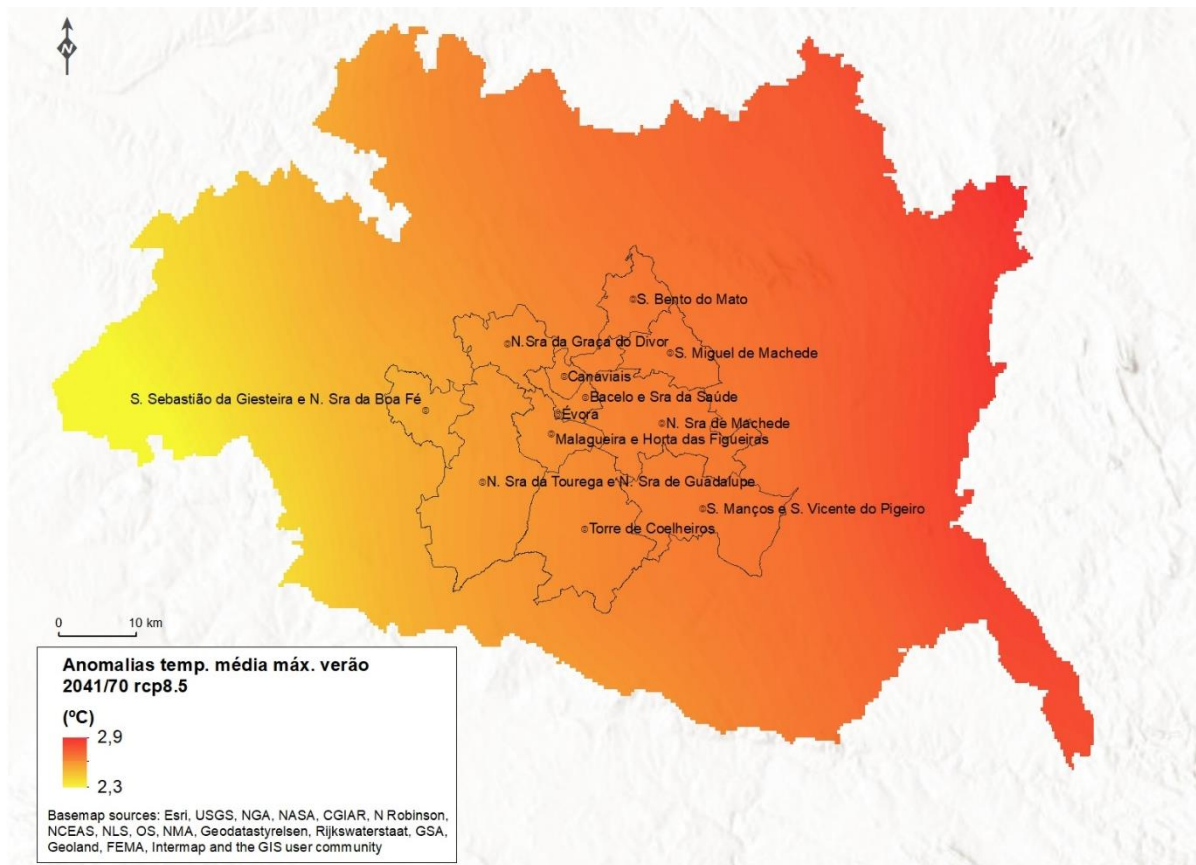 N
S. Bento do Mato
N.Sra da Graça do Divor
S. Miguel de Machede
Canaviais
S. Sebastião da Giesteira e N. Sra da Boa Fé
Bacelo e Sra da Saúde
Évora
N. Sra de Machede
Malagueira e Horta das Figueiras
N. Sra da Tourega e N. Sra de Guadalupe
S. Manços e S. Vicente do Pigeiro
Torre de Coelheiros
0 10 km
Anomalias temp. média máx. verão
2041/70 rcp8.5
(ºC)
2,9
2,3
Basemap sources: Esri, USGS, NGA, NASA, CGIAR, N Robinson,
NCEAS, NLS, OS, NMA, Geodatastyrelsen, Rijkswaterstaat, GSA,
Geoland, FEMA, Intermap and the GIS user community